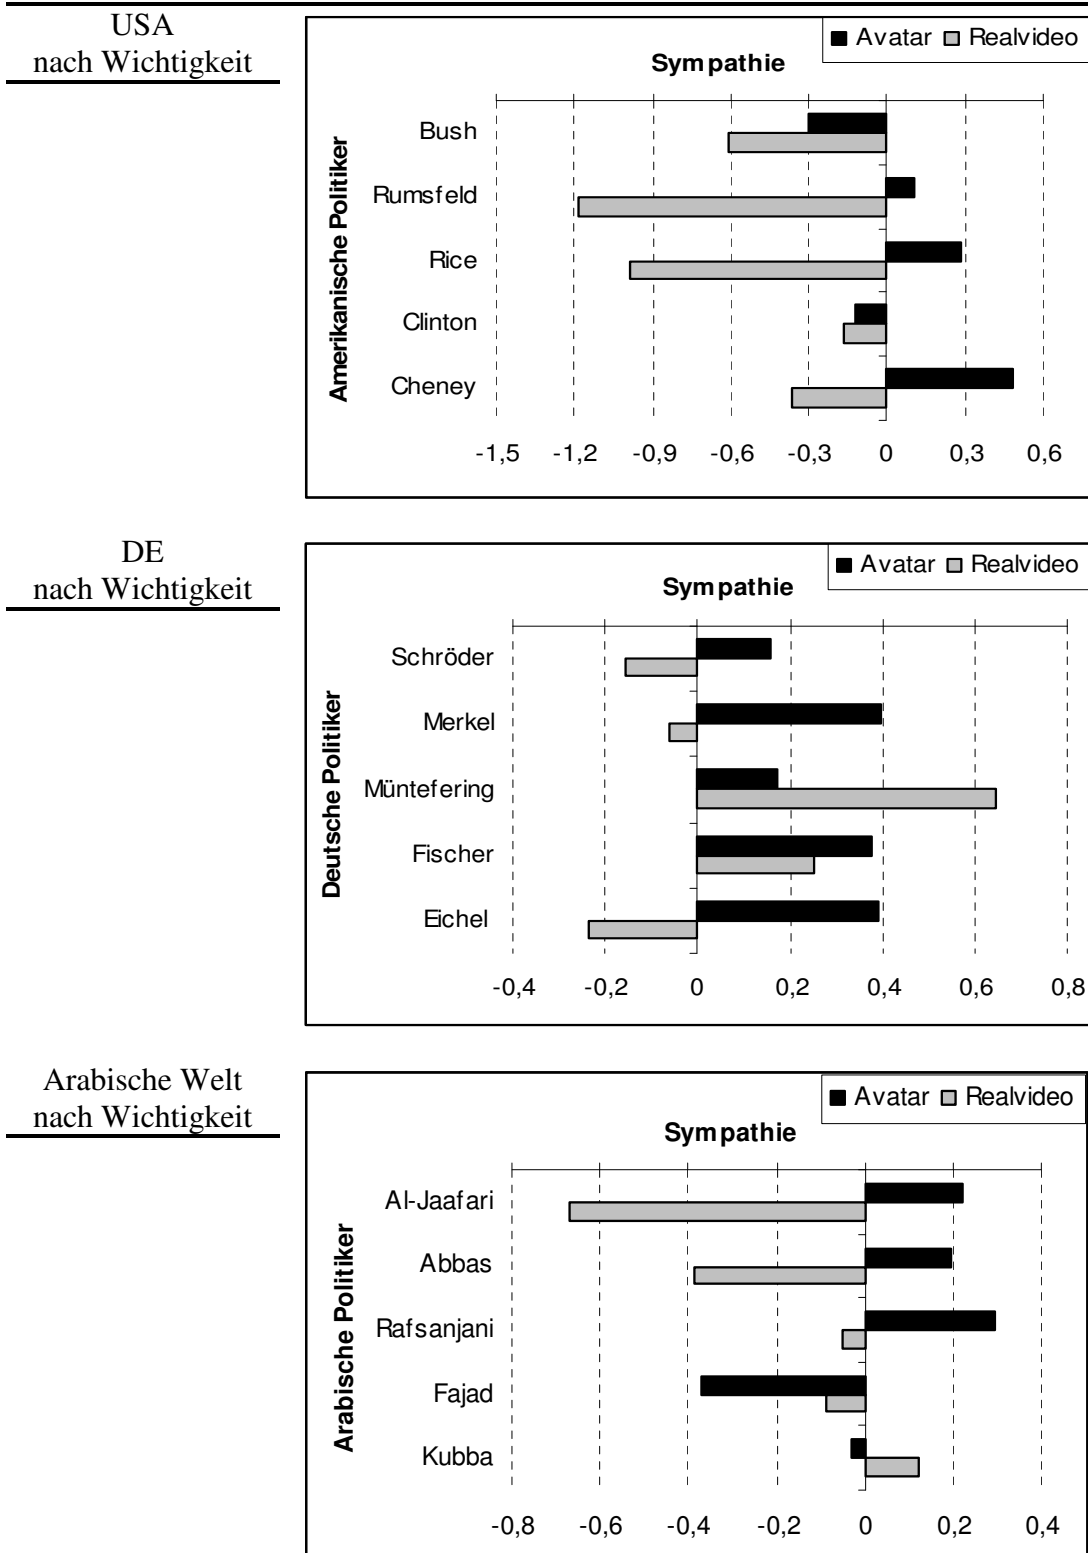 USA
nach Wichtigkeit
Avatar Realvideo
Sympathie
Amerikanische Politiker
Bush
Rumsfeld
Rice
Clinton
Cheney
-1,5 -1,2 -0,9 -0,6 -0,3 0 0,3 0,6
DE
nach Wichtigkeit
Avatar Realvideo
Sympathie
Deutsche Politiker
Schröder
Merkel
Müntefering
Fischer
Eichel
-0,4 -0,2 0 0,2 0,4 0,6 0,8
Arabische Welt
nach Wichtigkeit
Avatar Realvideo
Sympathie
Arabische Politiker
Al-Jaafari
Abbas
Rafsanjani
Fajad
Kubba
-0,8 -0,6 -0,4 -0,2 0 0,2 0,4